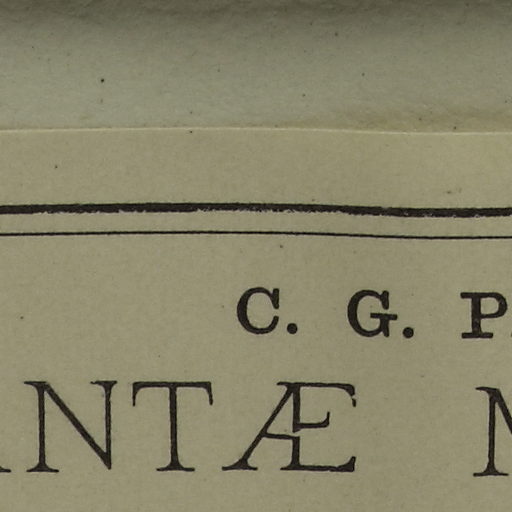 C. G. P
ANTÆ M